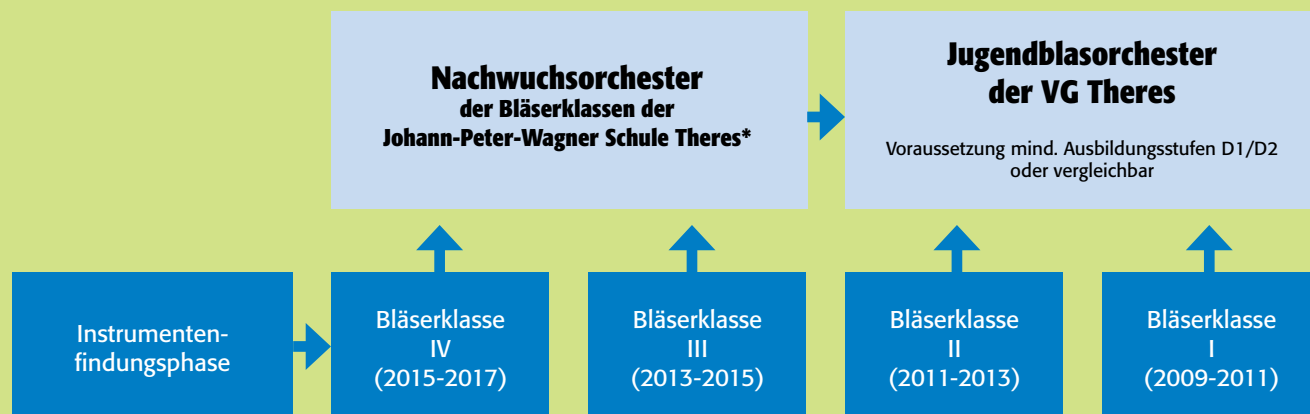 Nachwuchsorchester
der Bläserklassen der
Johann-Peter-Wagner Schule Theres*
Jugendblasorchester
der VG Theres
Voraussetzung mind. Ausbildungsstufen D1/D2
oder vergleichbar
Instrumenten-
findungsphase
Bläserklasse
IV
(2015-2017)
Bläserklasse
III
(2013-2015)
Bläserklasse
II
(2011-2013)
Bläserklasse
I
(2009-2011)